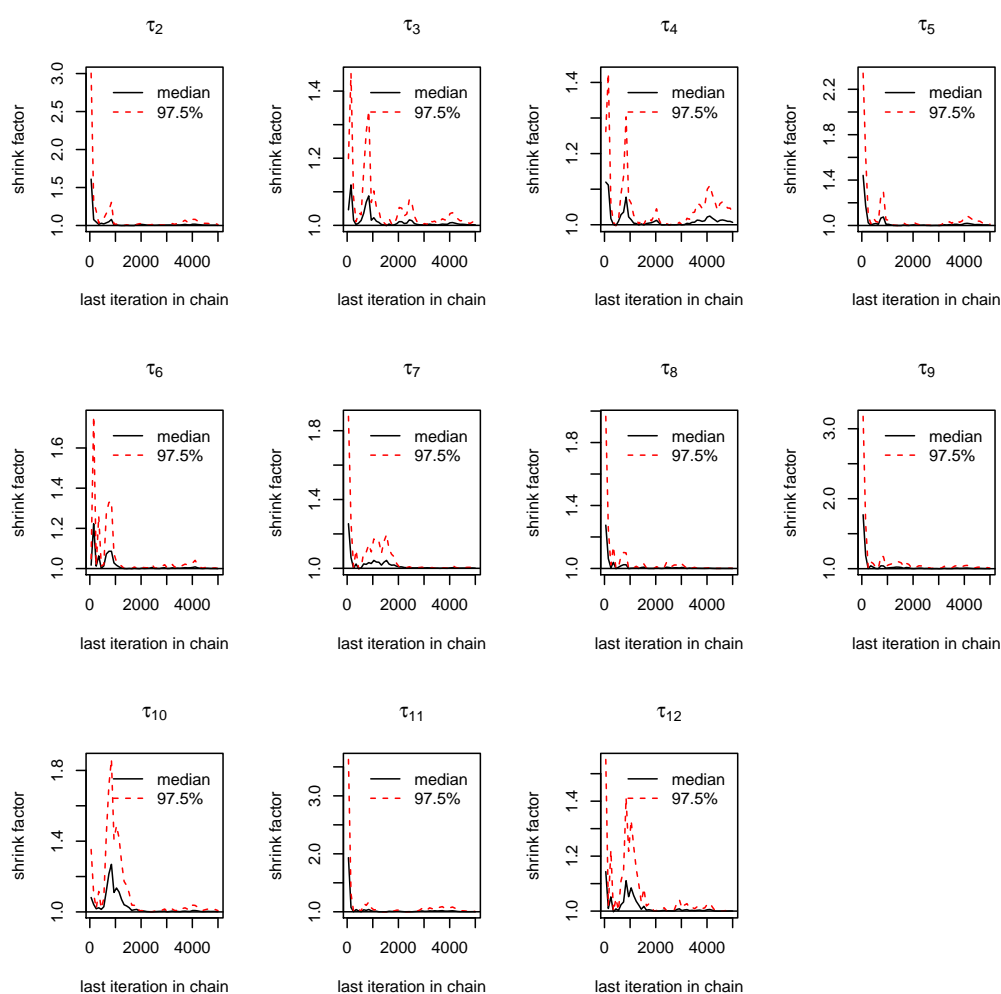 τ2
τ3
τ4
τ5
shrink factor
1.0 1.5 2.0 2.5 3.0
median
97.5%
0 2000 4000
last iteration in chain
shrink factor
1.0 1.2 1.4
median
97.5%
0 2000 4000
last iteration in chain
shrink factor
1.0 1.2 1.4
median
97.5%
0 2000 4000
last iteration in chain
shrink factor
1.0 1.4 1.8 2.2
median
97.5%
0 2000 4000
last iteration in chain
τ6
τ7
τ8
τ9
shrink factor
1.0 1.2 1.4 1.6
median
97.5%
0 2000 4000
last iteration in chain
shrink factor
1.0 1.4 1.8
median
97.5%
0 2000 4000
last iteration in chain
shrink factor
1.0 1.4 1.8
median
97.5%
0 2000 4000
last iteration in chain
shrink factor
1.0 2.0 3.0
median
97.5%
0 2000 4000
last iteration in chain
τ10
τ11
τ12
shrink factor
1.0 1.4 1.8
median
97.5%
0 2000 4000
last iteration in chain
shrink factor
1.0 2.0 3.0
median
97.5%
0 2000 4000
last iteration in chain
shrink factor
1.0 1.2 1.4
median
97.5%
0 2000 4000
last iteration in chain